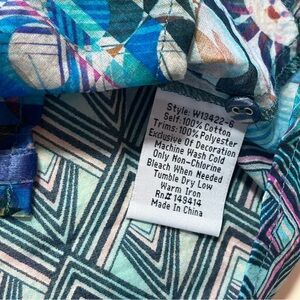 Style: W13422-6
Self:100% Cotton
Trims:100% Polyester
Exclusive Of Decoration
Machine Wash Cold
Only Non-Chlorine
Bleach When Needed
Tumble Dry Low
Warm Iron
Rn# 149414
Made In China